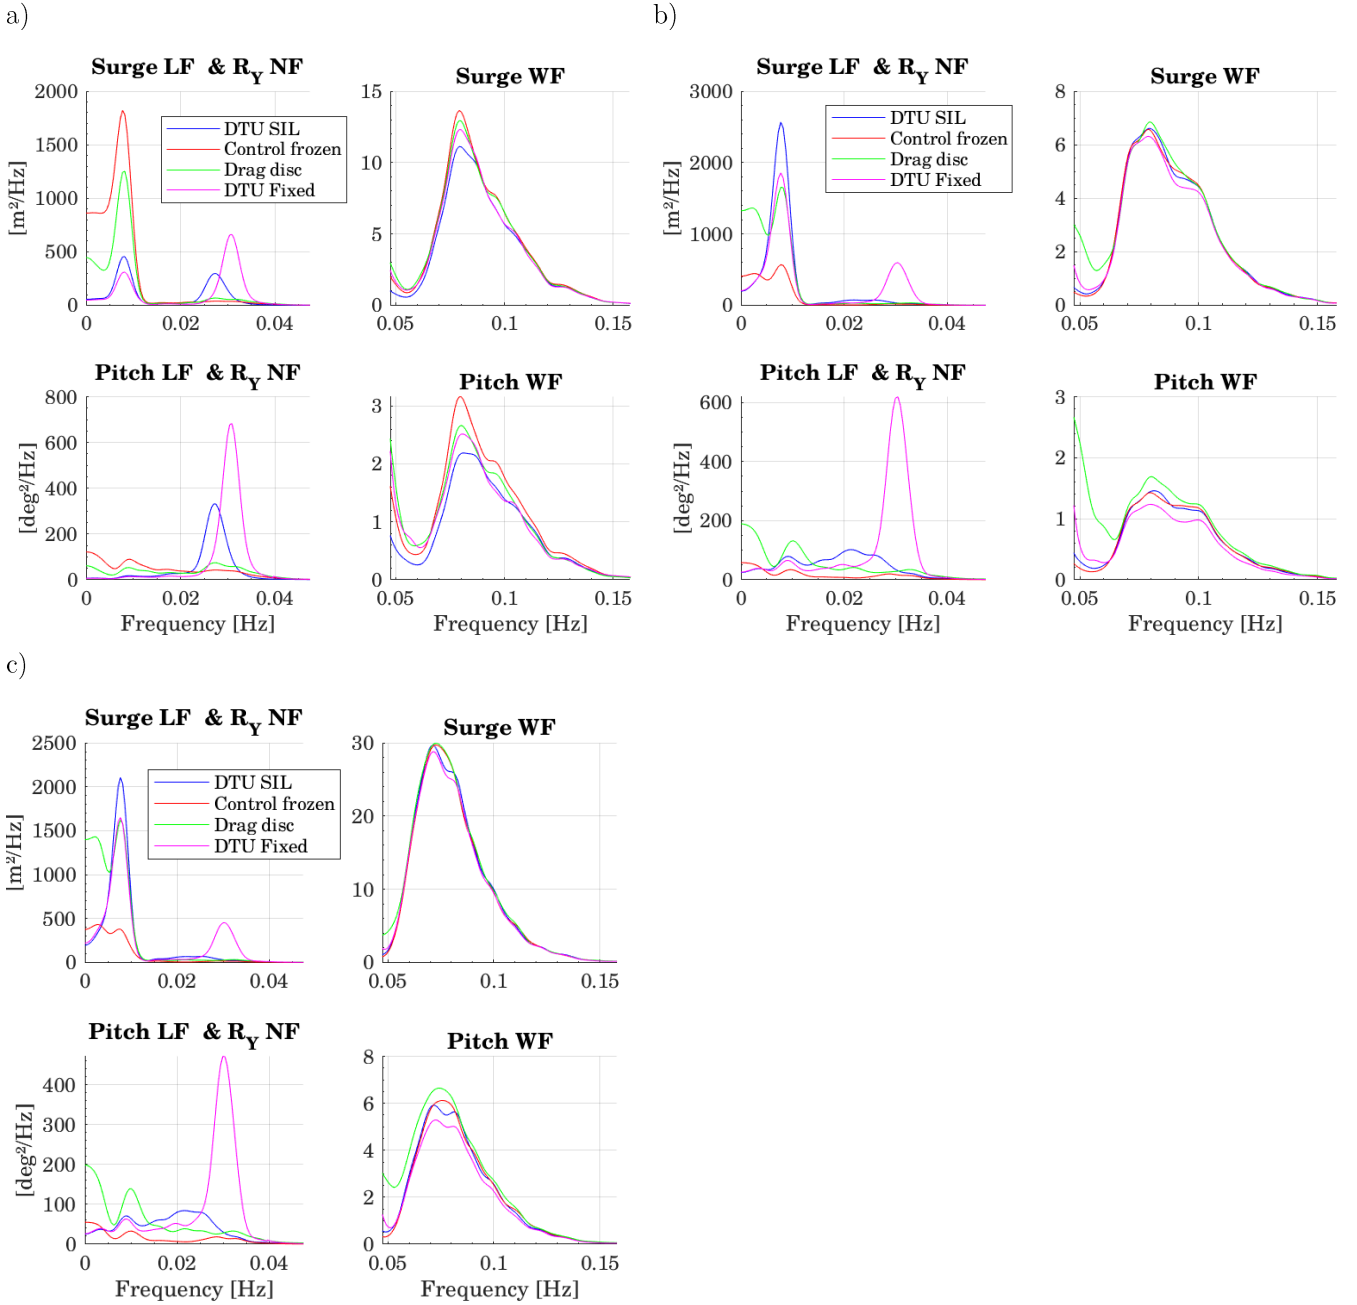 a)
Surge LF & R_Y NF
2000
1500
1000
500
0
[m²/Hz]
0 0.02 0.04
DTU SIL
Control frozen
Drag disc
DTU Fixed
Surge WF
15
10
5
0
0.05 0.1 0.15
Pitch LF & R_Y NF
800
600
400
200
0
[deg²/Hz]
0 0.02 0.04
Frequency [Hz]
Pitch WF
3
2
1
0
0.05 0.1 0.15
Frequency [Hz]
b)
Surge LF & R_Y NF
3000
2000
1000
0
[m²/Hz]
0 0.02 0.04
DTU SIL
Control frozen
Drag disc
DTU Fixed
Surge WF
8
6
4
2
0
0.05 0.1 0.15
Pitch LF & R_Y NF
600
400
200
0
[deg²/Hz]
0 0.02 0.04
Frequency [Hz]
Pitch WF
3
2
1
0
0.05 0.1 0.15
Frequency [Hz]
c)
Surge LF & R_Y NF
2500
2000
1500
1000
500
0
[m²/Hz]
0 0.02 0.04
DTU SIL
Control frozen
Drag disc
DTU Fixed
Surge WF
30
20
10
0
0.05 0.1 0.15
Pitch LF & R_Y NF
400
300
200
100
0
[deg²/Hz]
0 0.02 0.04
Frequency [Hz]
Pitch WF
8
6
4
2
0
0.05 0.1 0.15
Frequency [Hz]